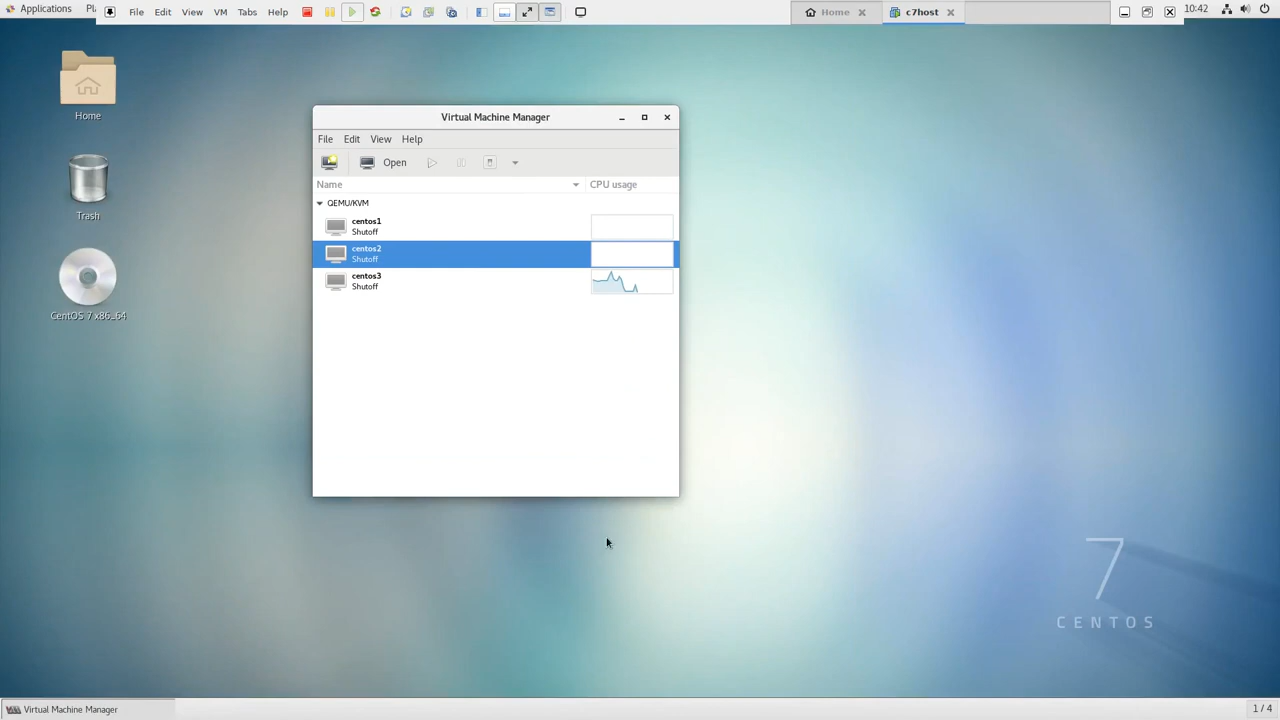 Applications Pl File Edit View VM Tabs Help Home c7host 10:42
Home
Trash
CentOS 7 x86_64
Virtual Machine Manager
File Edit View Help
Open
Name CPU usage
QEMU/KVM
centos1
Shutoff
centos2
Shutoff
centos3
Shutoff
7
CENTOS
Virtual Machine Manager 1 / 4